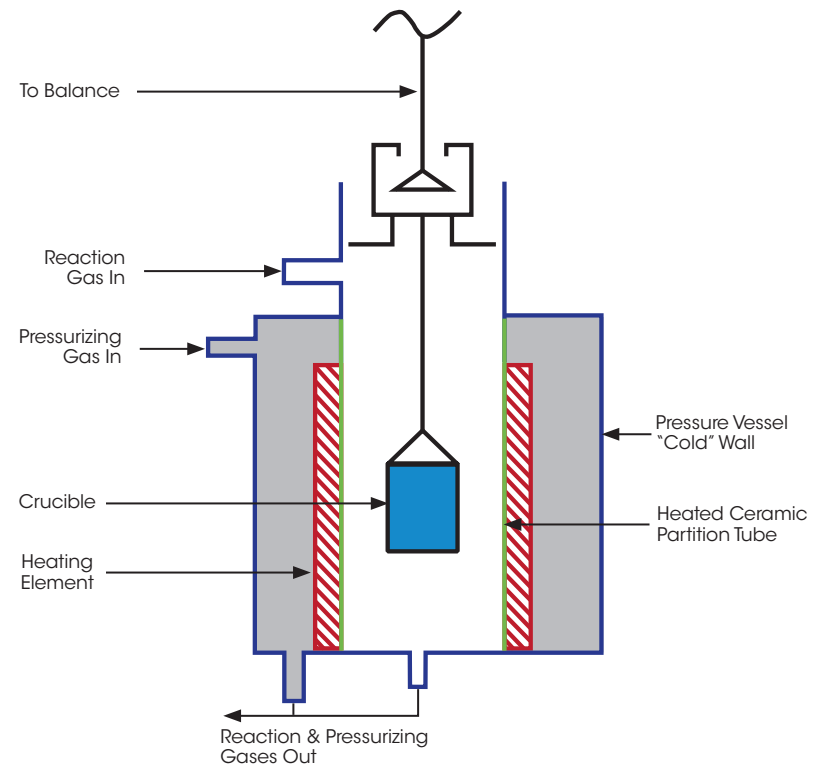 To Balance
Reaction
Gas In
Pressurizing
Gas In
Pressure Vessel
"Cold" Wall
Crucible
Heated Ceramic
Partition Tube
Heating
Element
Reaction & Pressurizing
Gases Out